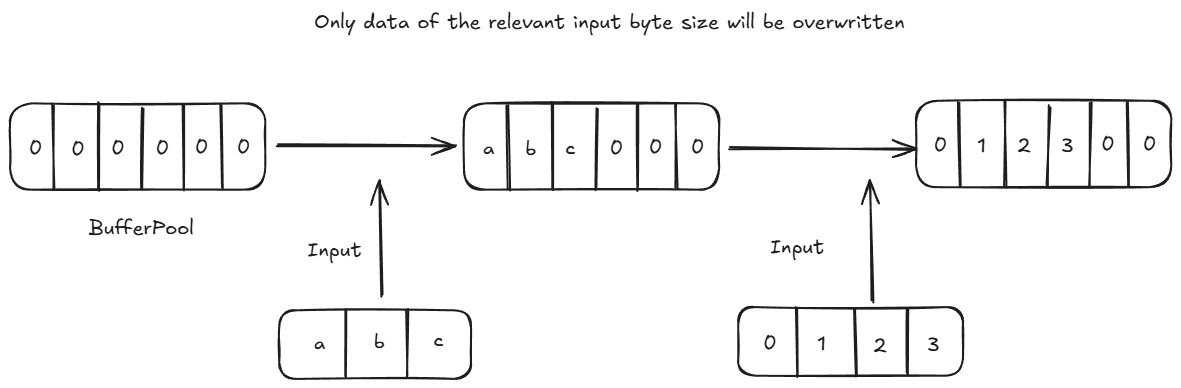 Only data of the relevant input byte size will be overwritten
0 0 0 0 0 0
a b c 0 0 0
0 1 2 3 0 0
BufferPool
Input
Input
a b c
0 1 2 3